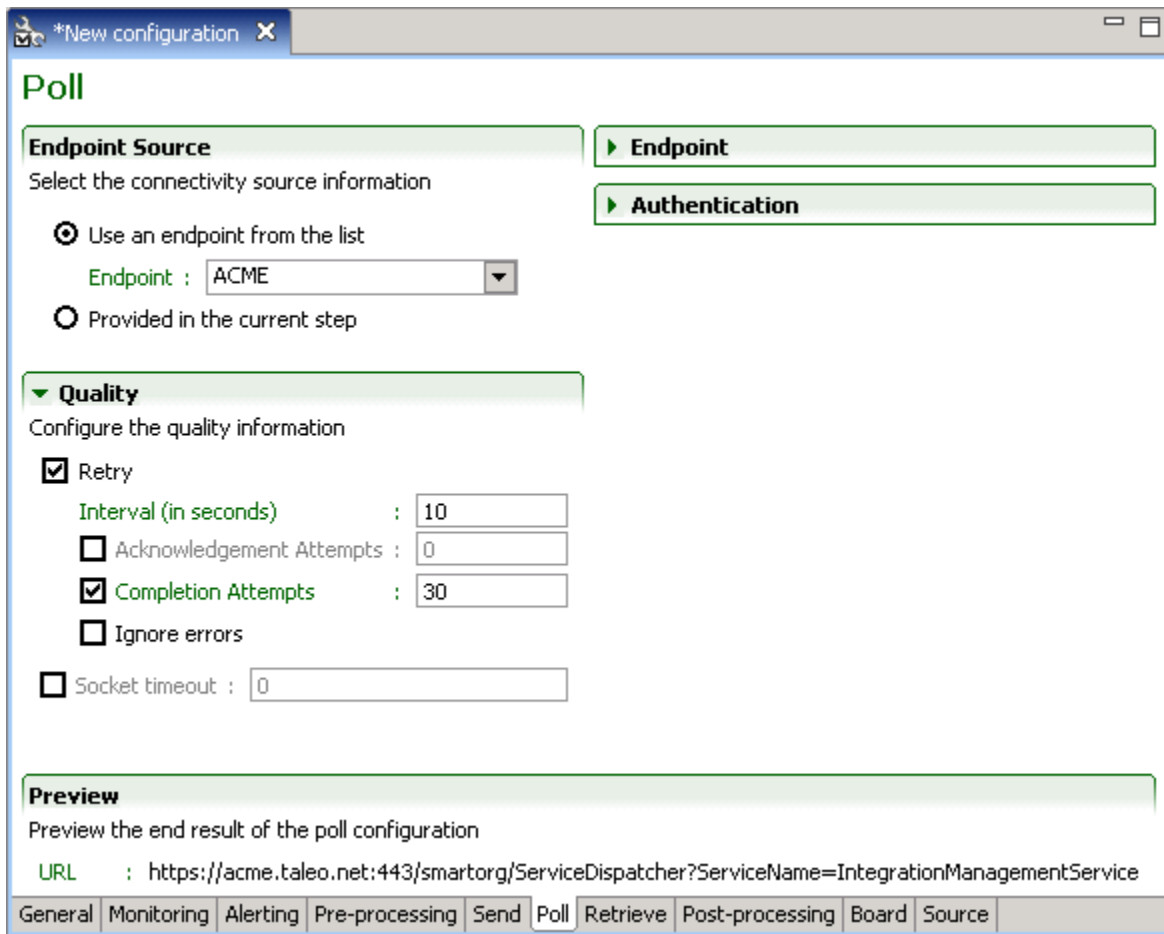 *New configuration
Poll
Endpoint Source
Select the connectivity source information
Use an endpoint from the list
Endpoint : ACME
Provided in the current step
Endpoint
Authentication
Quality
Configure the quality information
Retry
Interval (in seconds) : 10
Acknowledgement Attempts : 0
Completion Attempts : 30
Ignore errors
Socket timeout : 0
Preview
Preview the end result of the poll configuration
URL : https://acme.taleo.net:443/smartorg/ServiceDispatcher?ServiceName=IntegrationManagementService
General Monitoring Alerting Pre-processing Send Poll Retrieve Post-processing Board Source